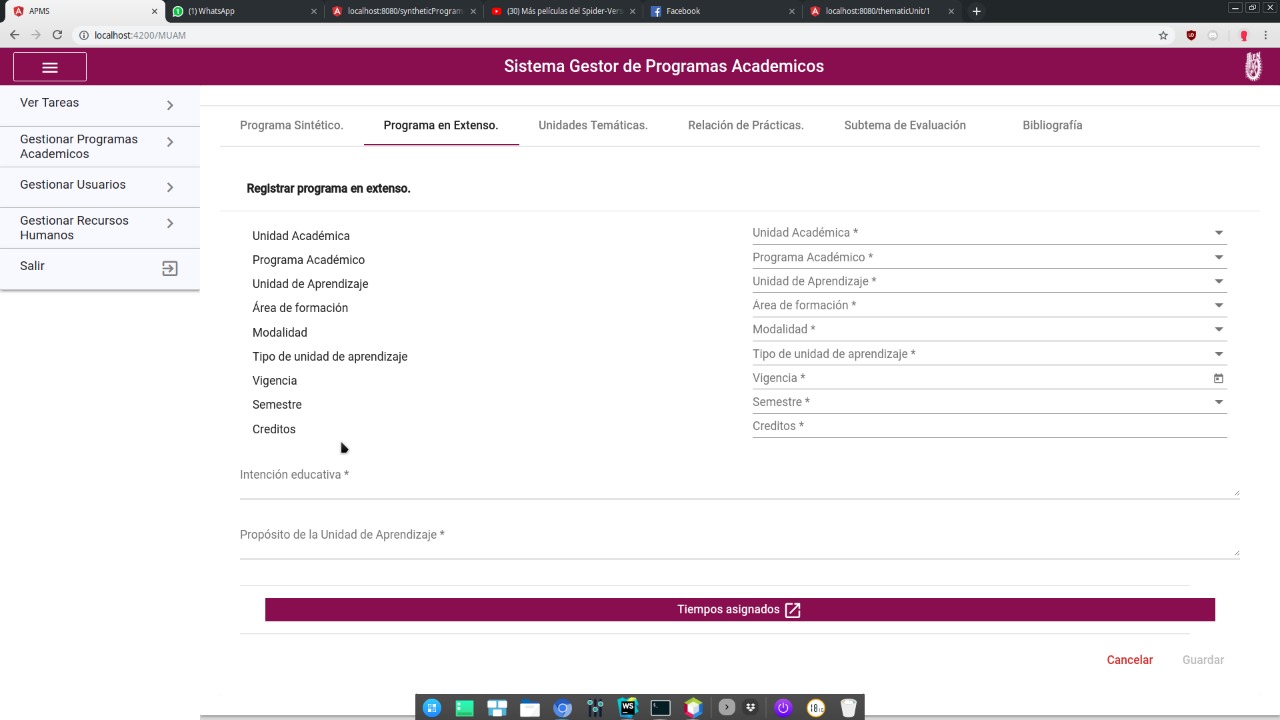 APMS
(1) WhatsApp
localhost:8080/syntheticProgram
(30) Más películas del Spider-Vers
Facebook
localhost:8080/thematicUnit/1
localhost:4200/MUAM
Sistema Gestor de Programas Academicos
Ver Tareas
Gestionar Programas
Academicos
Gestionar Usuarios
Gestionar Recursos
Humanos
Salir
Programa Sintético. Programa en Extenso. Unidades Temáticas. Relación de Prácticas. Subtema de Evaluación Bibliografía
Registrar programa en extenso.
Unidad Académica Unidad Académica *
Programa Académico Programa Académico *
Unidad de Aprendizaje Unidad de Aprendizaje *
Área de formación Área de formación *
Modalidad Modalidad *
Tipo de unidad de aprendizaje Tipo de unidad de aprendizaje *
Vigencia Vigencia *
Semestre Semestre *
Creditos Creditos *
Intención educativa *
Propósito de la Unidad de Aprendizaje *
Tiempos asignados
Cancelar Guardar
WS